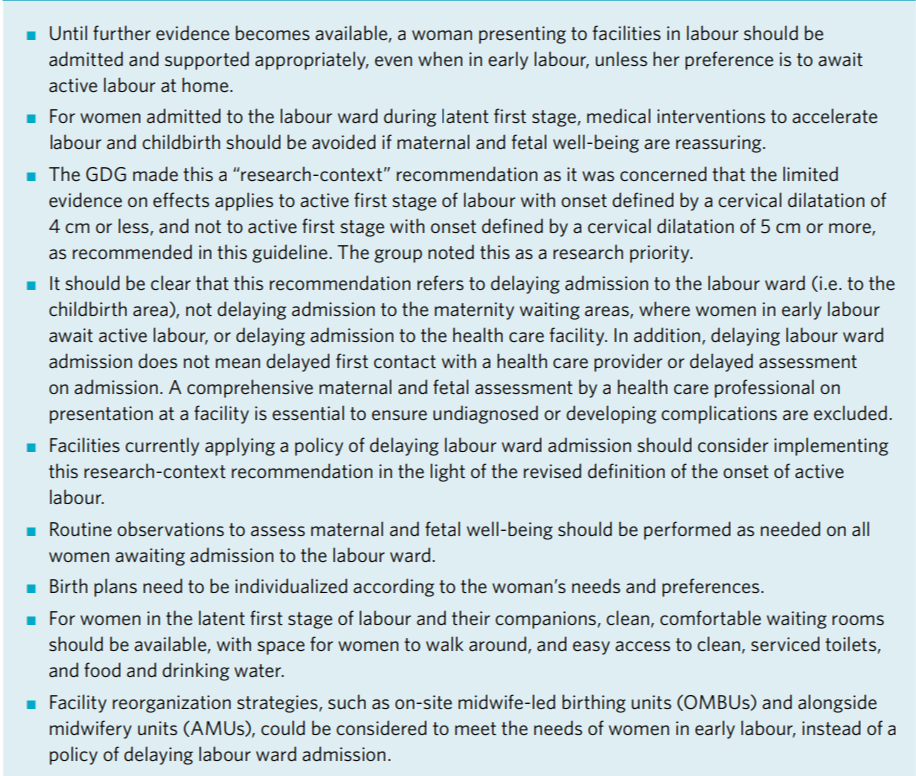 ■ Until further evidence becomes available, a woman presenting to facilities in labour should be
admitted and supported appropriately, even when in early labour, unless her preference is to await
active labour at home.
■ For women admitted to the labour ward during latent first stage, medical interventions to accelerate
labour and childbirth should be avoided if maternal and fetal well-being are reassuring.
■ The GDG made this a “research-context” recommendation as it was concerned that the limited
evidence on effects applies to active first stage of labour with onset defined by a cervical dilatation of
4 cm or less, and not to active first stage with onset defined by a cervical dilatation of 5 cm or more,
as recommended in this guideline. The group noted this as a research priority.
■ It should be clear that this recommendation refers to delaying admission to the labour ward (i.e. to the
childbirth area), not delaying admission to the maternity waiting areas, where women in early labour
await active labour, or delaying admission to the health care facility. In addition, delaying labour ward
admission does not mean delayed first contact with a health care provider or delayed assessment
on admission. A comprehensive maternal and fetal assessment by a health care professional on
presentation at a facility is essential to ensure undiagnosed or developing complications are excluded.
■ Facilities currently applying a policy of delaying labour ward admission should consider implementing
this research-context recommendation in the light of the revised definition of the onset of active
labour.
■ Routine observations to assess maternal and fetal well-being should be performed as needed on all
women awaiting admission to the labour ward.
■ Birth plans need to be individualized according to the woman’s needs and preferences.
■ For women in the latent first stage of labour and their companions, clean, comfortable waiting rooms
should be available, with space for women to walk around, and easy access to clean, serviced toilets,
and food and drinking water.
■ Facility reorganization strategies, such as on-site midwife-led birthing units (OMBUs) and alongside
midwifery units (AMUs), could be considered to meet the needs of women in early labour, instead of a
policy of delaying labour ward admission.